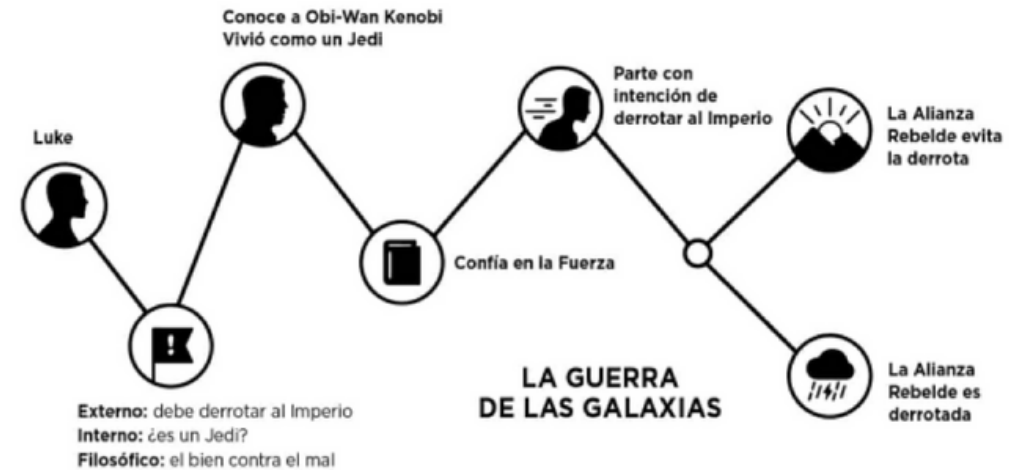 Conoce a Obi-Wan Kenobi
Vivió como un Jedi
Luke
Parte con
intención de
derrotar al Imperio
La Alianza
Rebelde evita
la derrota
Confía en la Fuerza
!
Externo: debe derrotar al Imperio
Interno: ¿es un Jedi?
Filosófico: el bien contra el mal
LA GUERRA
DE LAS GALAXIAS
La Alianza
Rebelde es
derrotada